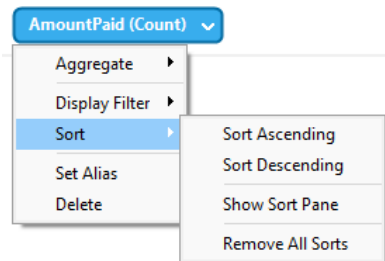 AmountPaid (Count)
Aggregate
Display Filter
Sort
Set Alias
Delete
Sort Ascending
Sort Descending
Show Sort Pane
Remove All Sorts